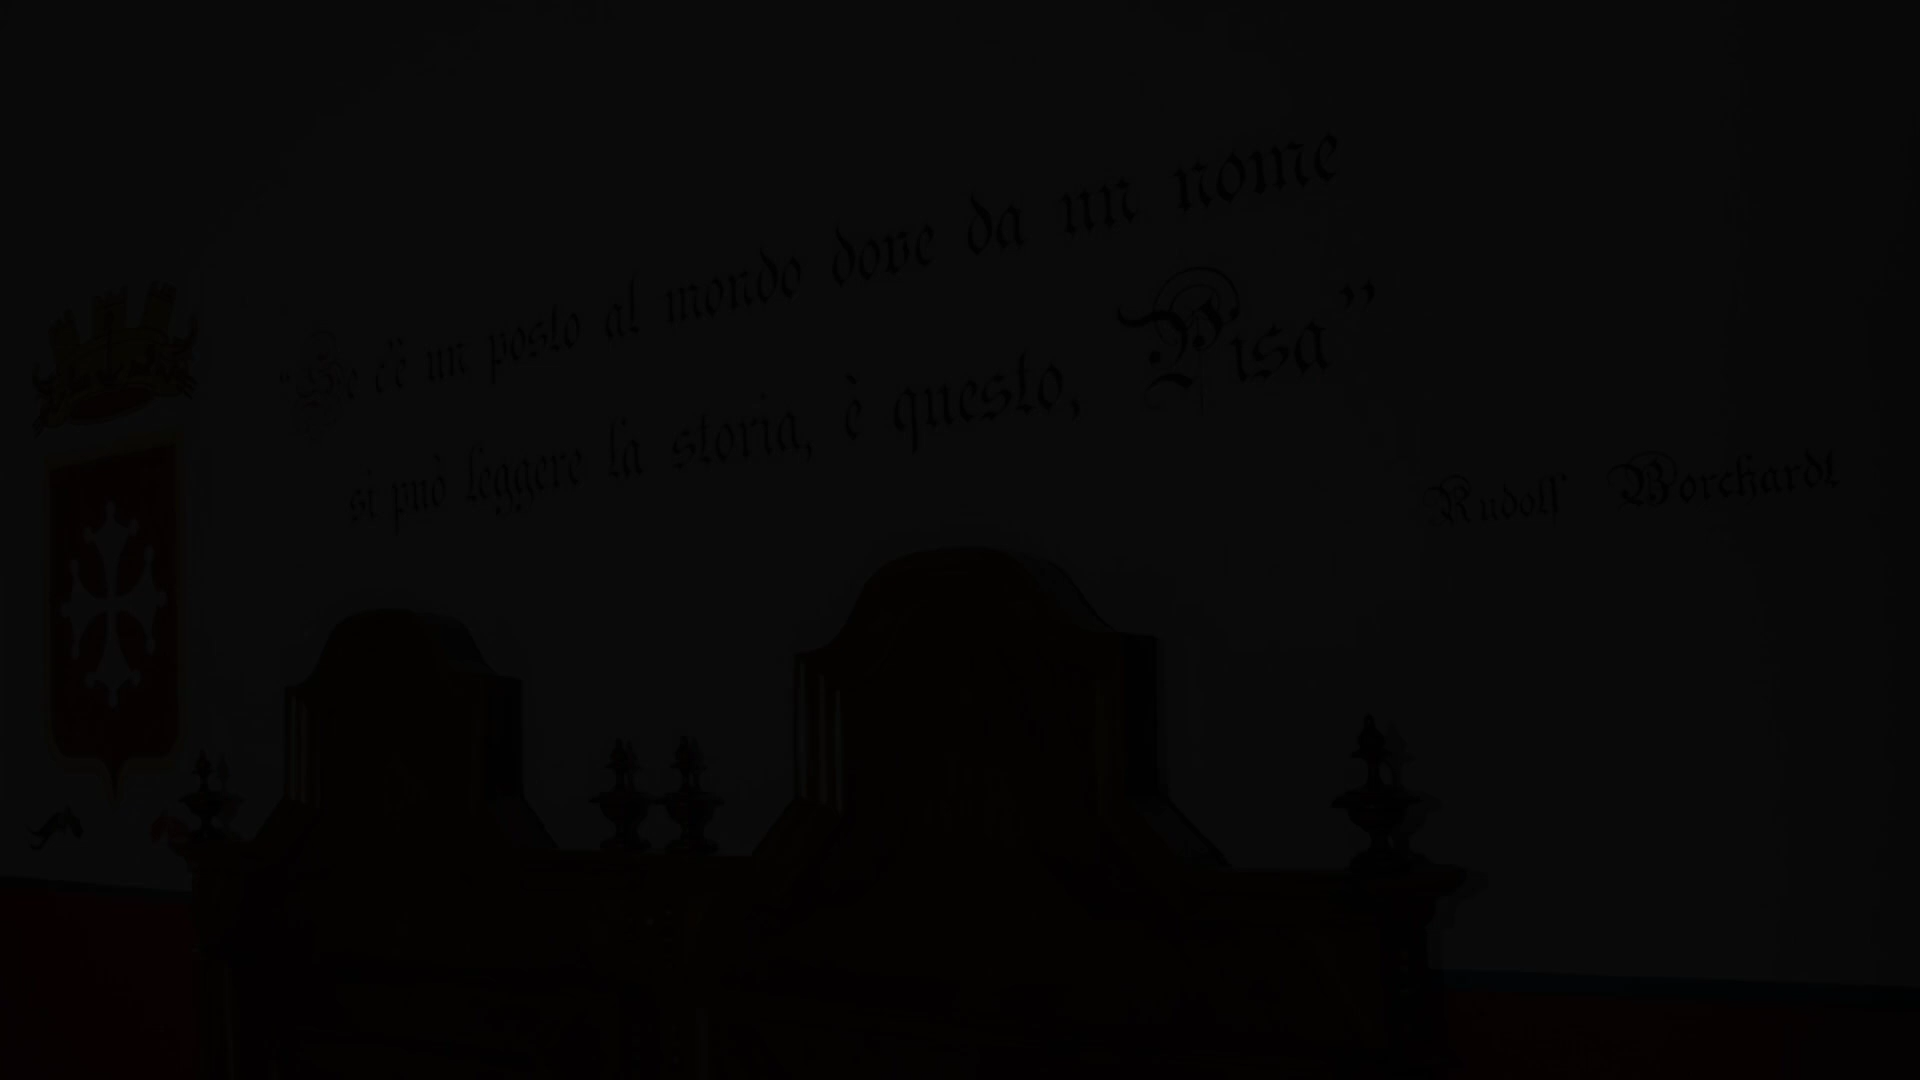 "Se c'è un posto al mondo dove da un nome
si può leggere la storia, è questo, Pisa"
Rudolf Borchardt